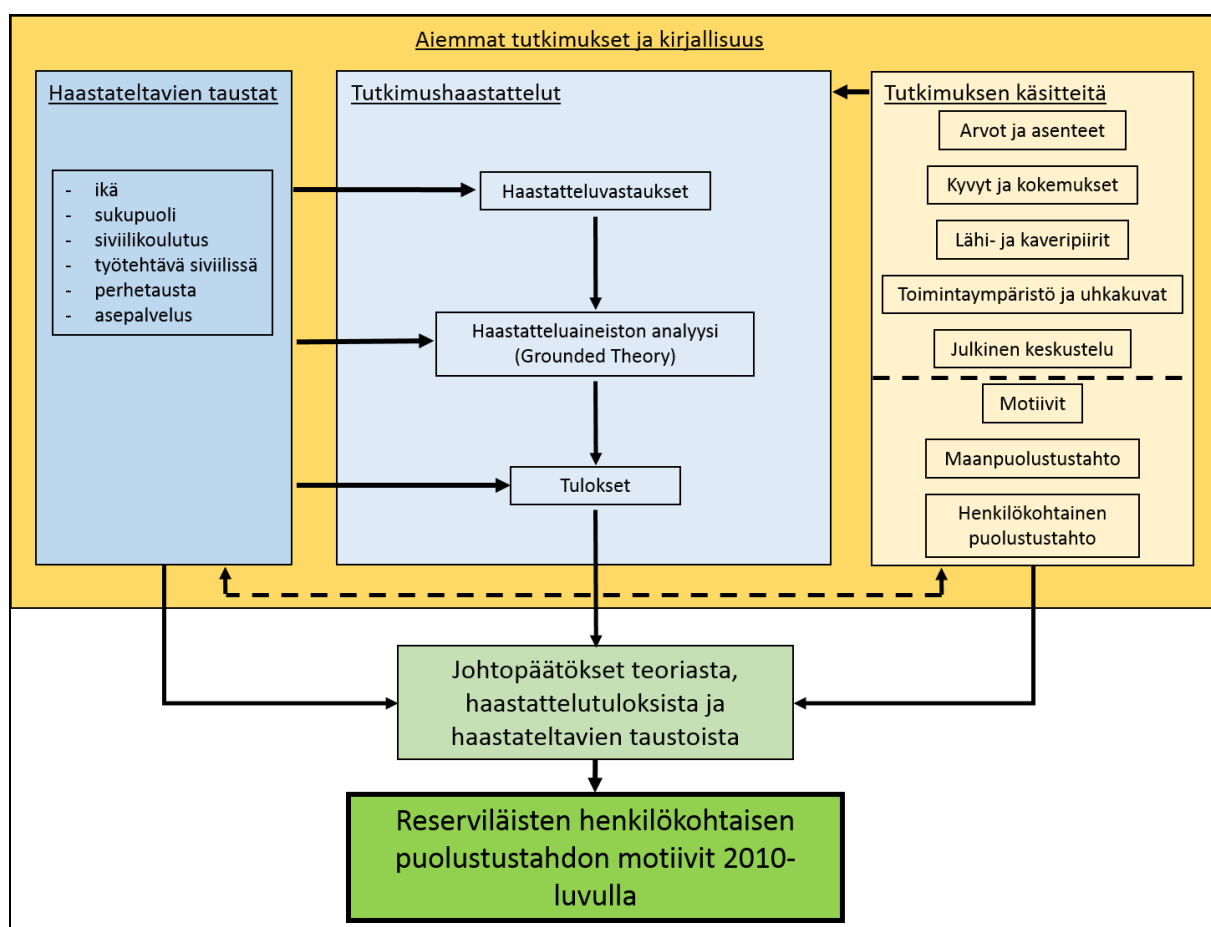 Aiemmat tutkimukset ja kirjallisuus
Haastateltavien taustat
- ikä
- sukupuoli
- siviilikoulutus
- työtehtävä siviilissä
- perhetausta
- asepalvelus
Tutkimushaastattelut
Haastatteluvastaukset
Haastatteluaineiston analyysi
(Grounded Theory)
Tulokset
Tutkimuksen käsitteitä
Arvot ja asenteet
Kyvyt ja kokemukset
Lähi- ja kaveripiirit
Toimintaympäristö ja uhkakuvat
Julkinen keskustelu
Motiivit
Maanpuolustustahto
Henkilökohtainen
puolustustahto
Johtopäätökset teoriasta,
haastattelutuloksista ja
haastateltavien taustoista
Reserviläisten henkilökohtaisen
puolustustahdon motiivit 2010-
luvulla